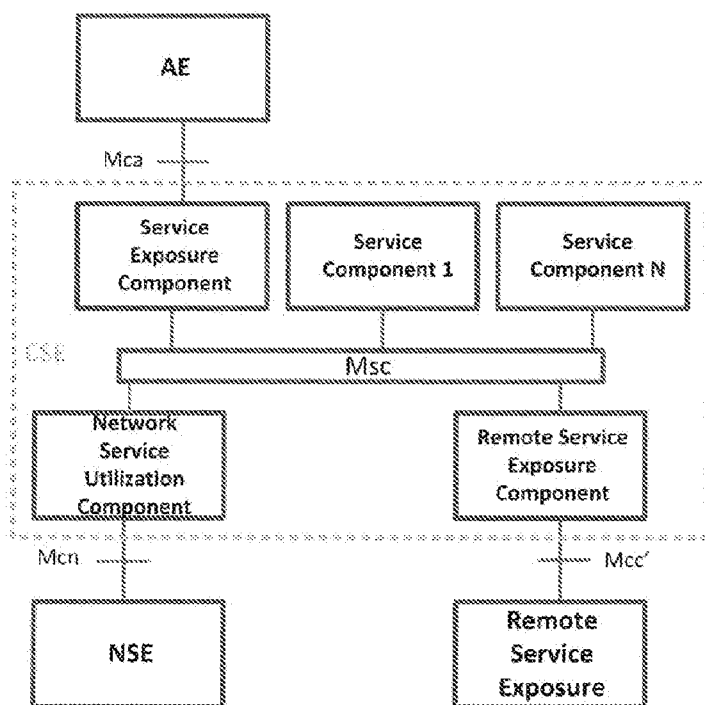 AE
Mca
Service
Exposure
Component
Service
Component 1
Service
Component N
CSE
Msc
Network
Service
Utilization
Component
Remote Service
Exposure
Component
Mcn
Mcc'
NSE
Remote
Service
Exposure